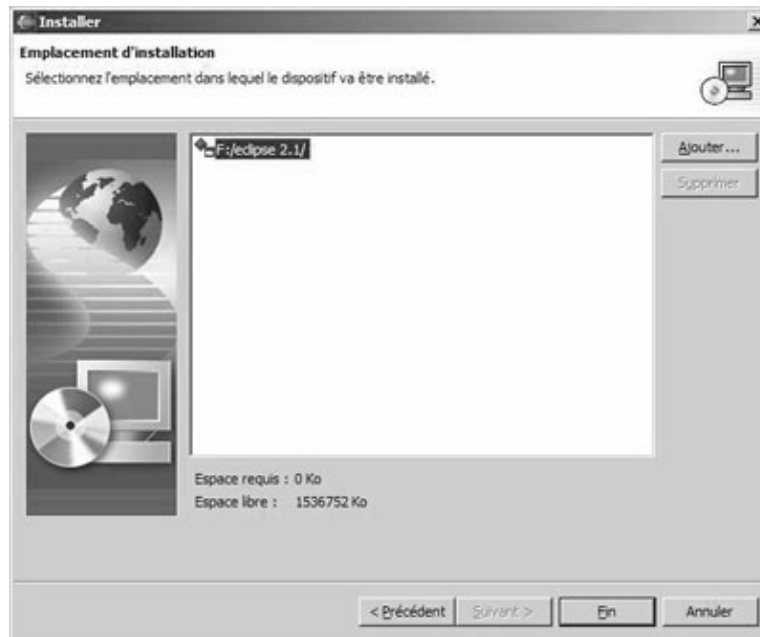 Installer
Emplacement d'installation
Sélectionnez l'emplacement dans lequel le dispositif va être installé.
F:/eclipse 2.1/
Ajouter...
Supprimer
Espace requis : 0 Ko
Espace libre : 1536752 Ko
< Précédent
Suivant >
Fin
Annuler